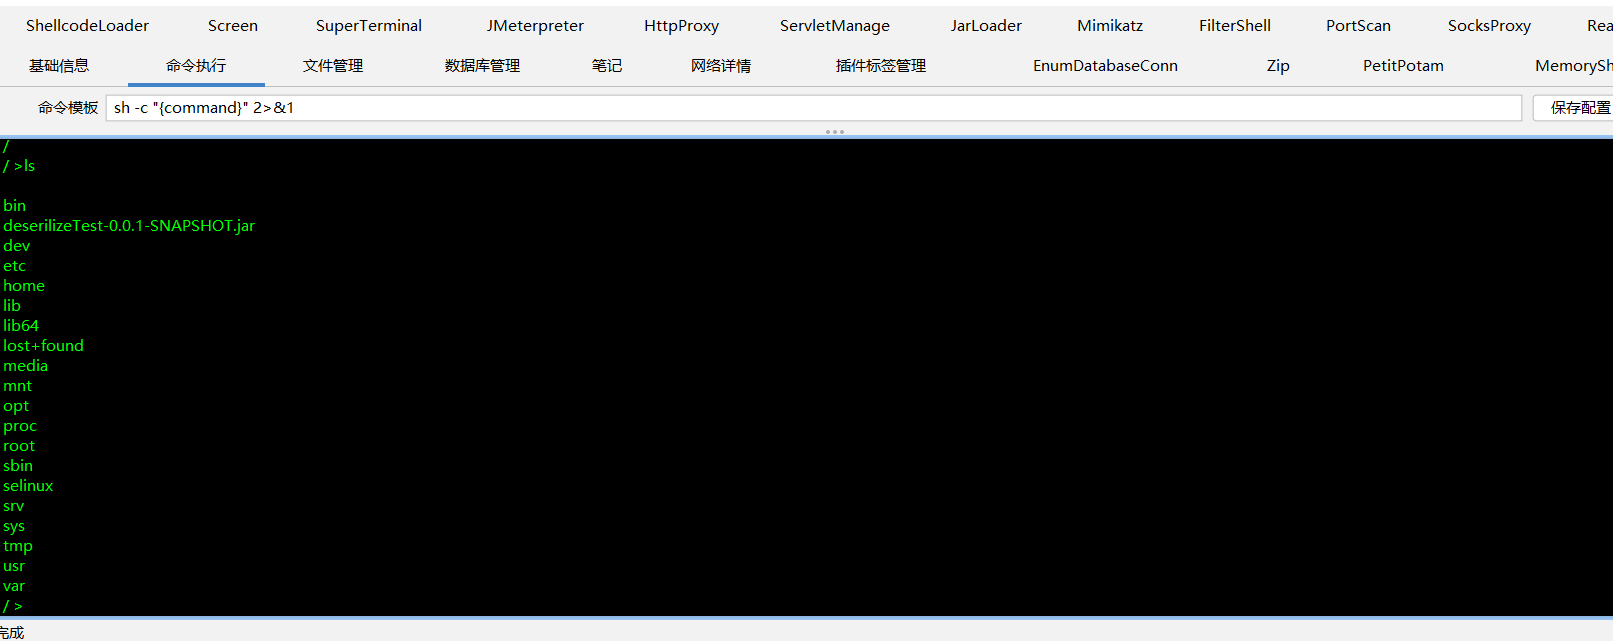 ShellcodeLoader Screen SuperTerminal JMeterpreter HttpProxy ServletManage JarLoader Mimikatz FilterShell PortScan SocksProxy Rea
基础信息 命令执行 文件管理 数据库管理 笔记 网络详情 插件标签管理 EnumDatabaseConn Zip PetitPotam MemorySh
命令模板 sh -c "{command}" 2>&1 保存配置
/
/ >ls
bin
deserilizeTest-0.0.1-SNAPSHOT.jar
dev
etc
home
lib
lib64
lost+found
media
mnt
opt
proc
root
sbin
selinux
srv
sys
tmp
usr
var
/ >
完成